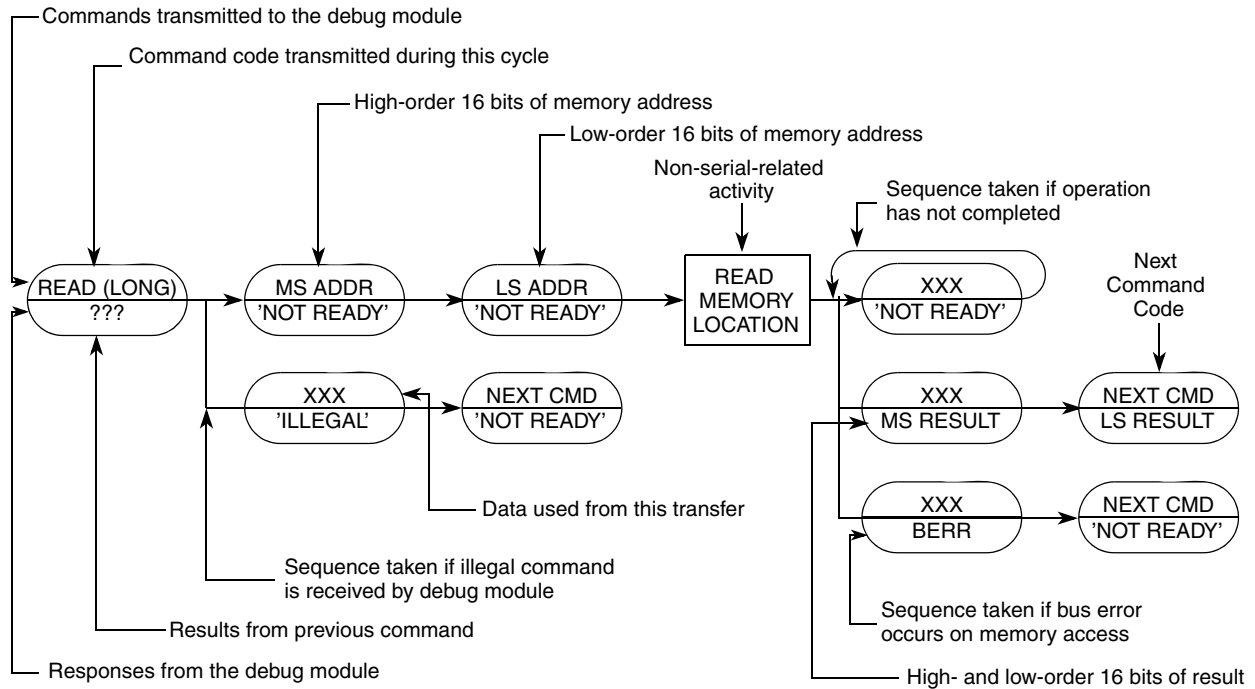 Commands transmitted to the debug module
Command code transmitted during this cycle
High-order 16 bits of memory address
Low-order 16 bits of memory address
Non-serial-related
activity
Sequence taken if operation
has not completed
Next
Command
Code
READ (LONG)
???
MS ADDR
'NOT READY'
LS ADDR
'NOT READY'
READ
MEMORY
LOCATION
XXX
'NOT READY'
XXX
'ILLEGAL'
NEXT CMD
'NOT READY'
XXX
MS RESULT
NEXT CMD
LS RESULT
XXX
BERR
NEXT CMD
'NOT READY'
Data used from this transfer
Sequence taken if illegal command
is received by debug module
Sequence taken if bus error
occurs on memory access
Results from previous command
Responses from the debug module
High- and low-order 16 bits of result